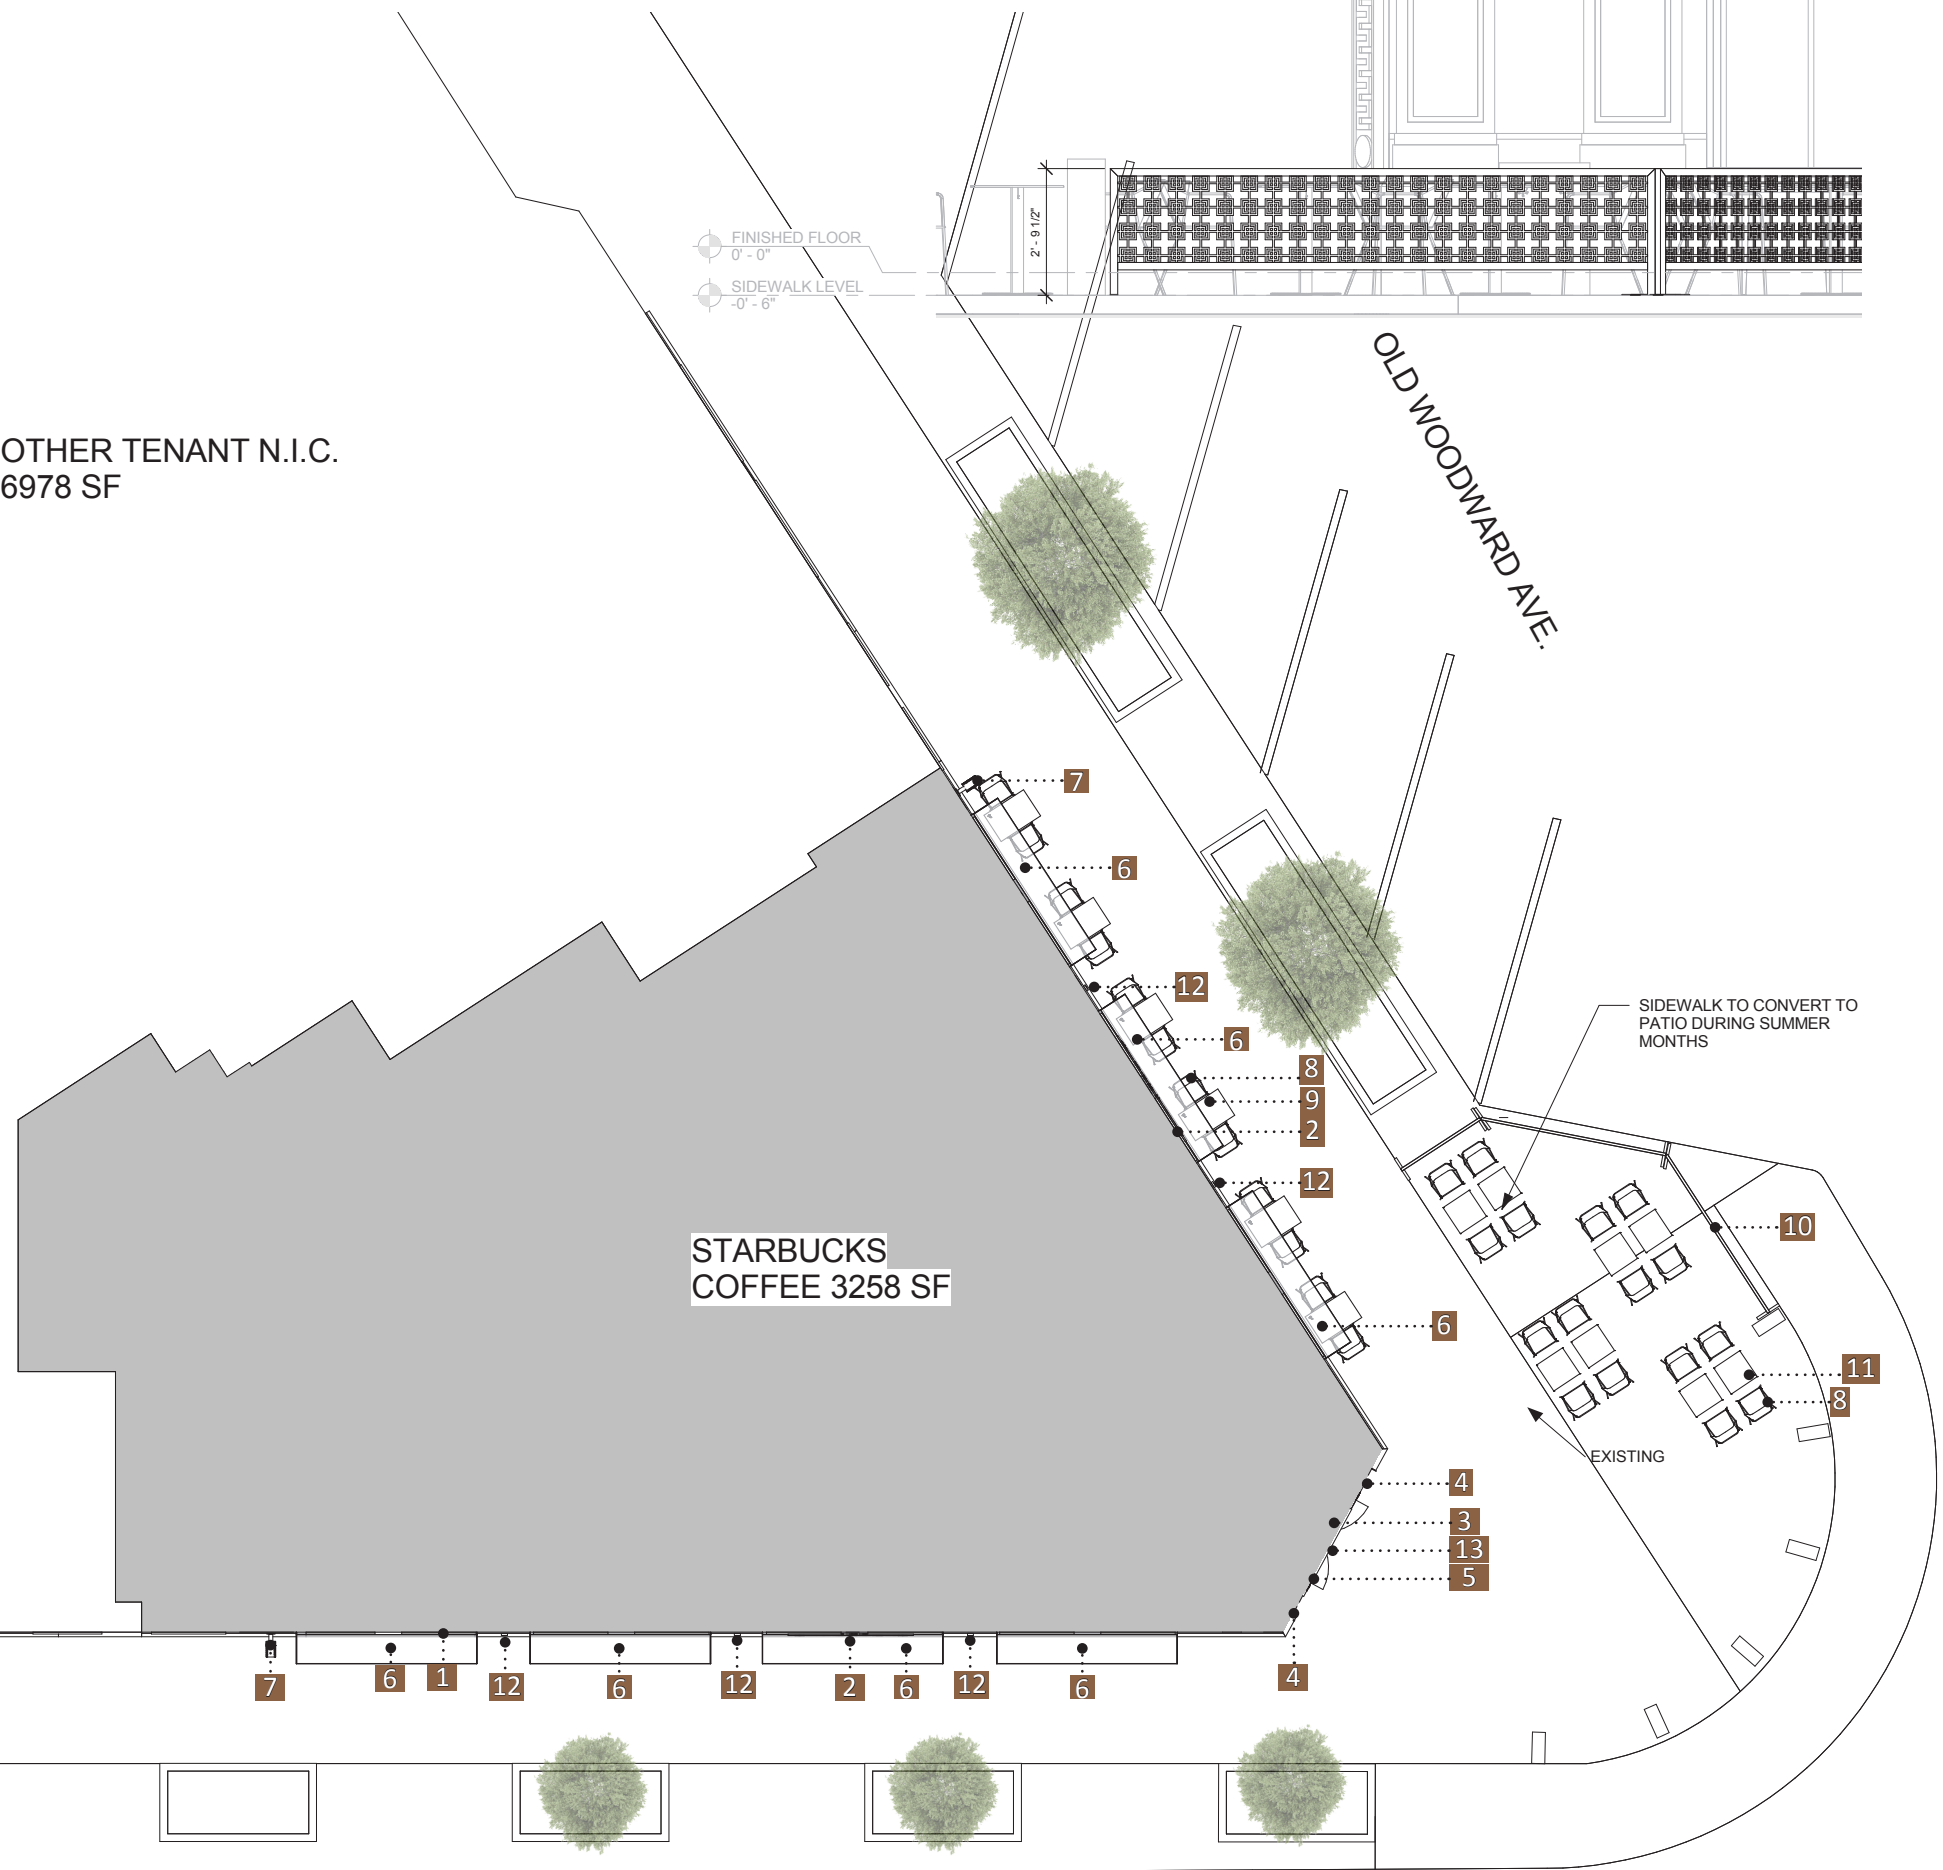 FINISHED FLOOR
0' - 0"
SIDEWALK LEVEL
-0' - 6"
2' - 9 1/2"
OLD WOODWARD AVE.
OTHER TENANT N.I.C.
6978 SF
7
6
12
SIDEWALK TO CONVERT TO
PATIO DURING SUMMER
MONTHS
6
8
9
2
12
10
STARBUCKS
COFFEE 3258 SF
6
11
8
EXISTING
4
3
13
5
7
6
1
12
6
12
2
6
12
6
4